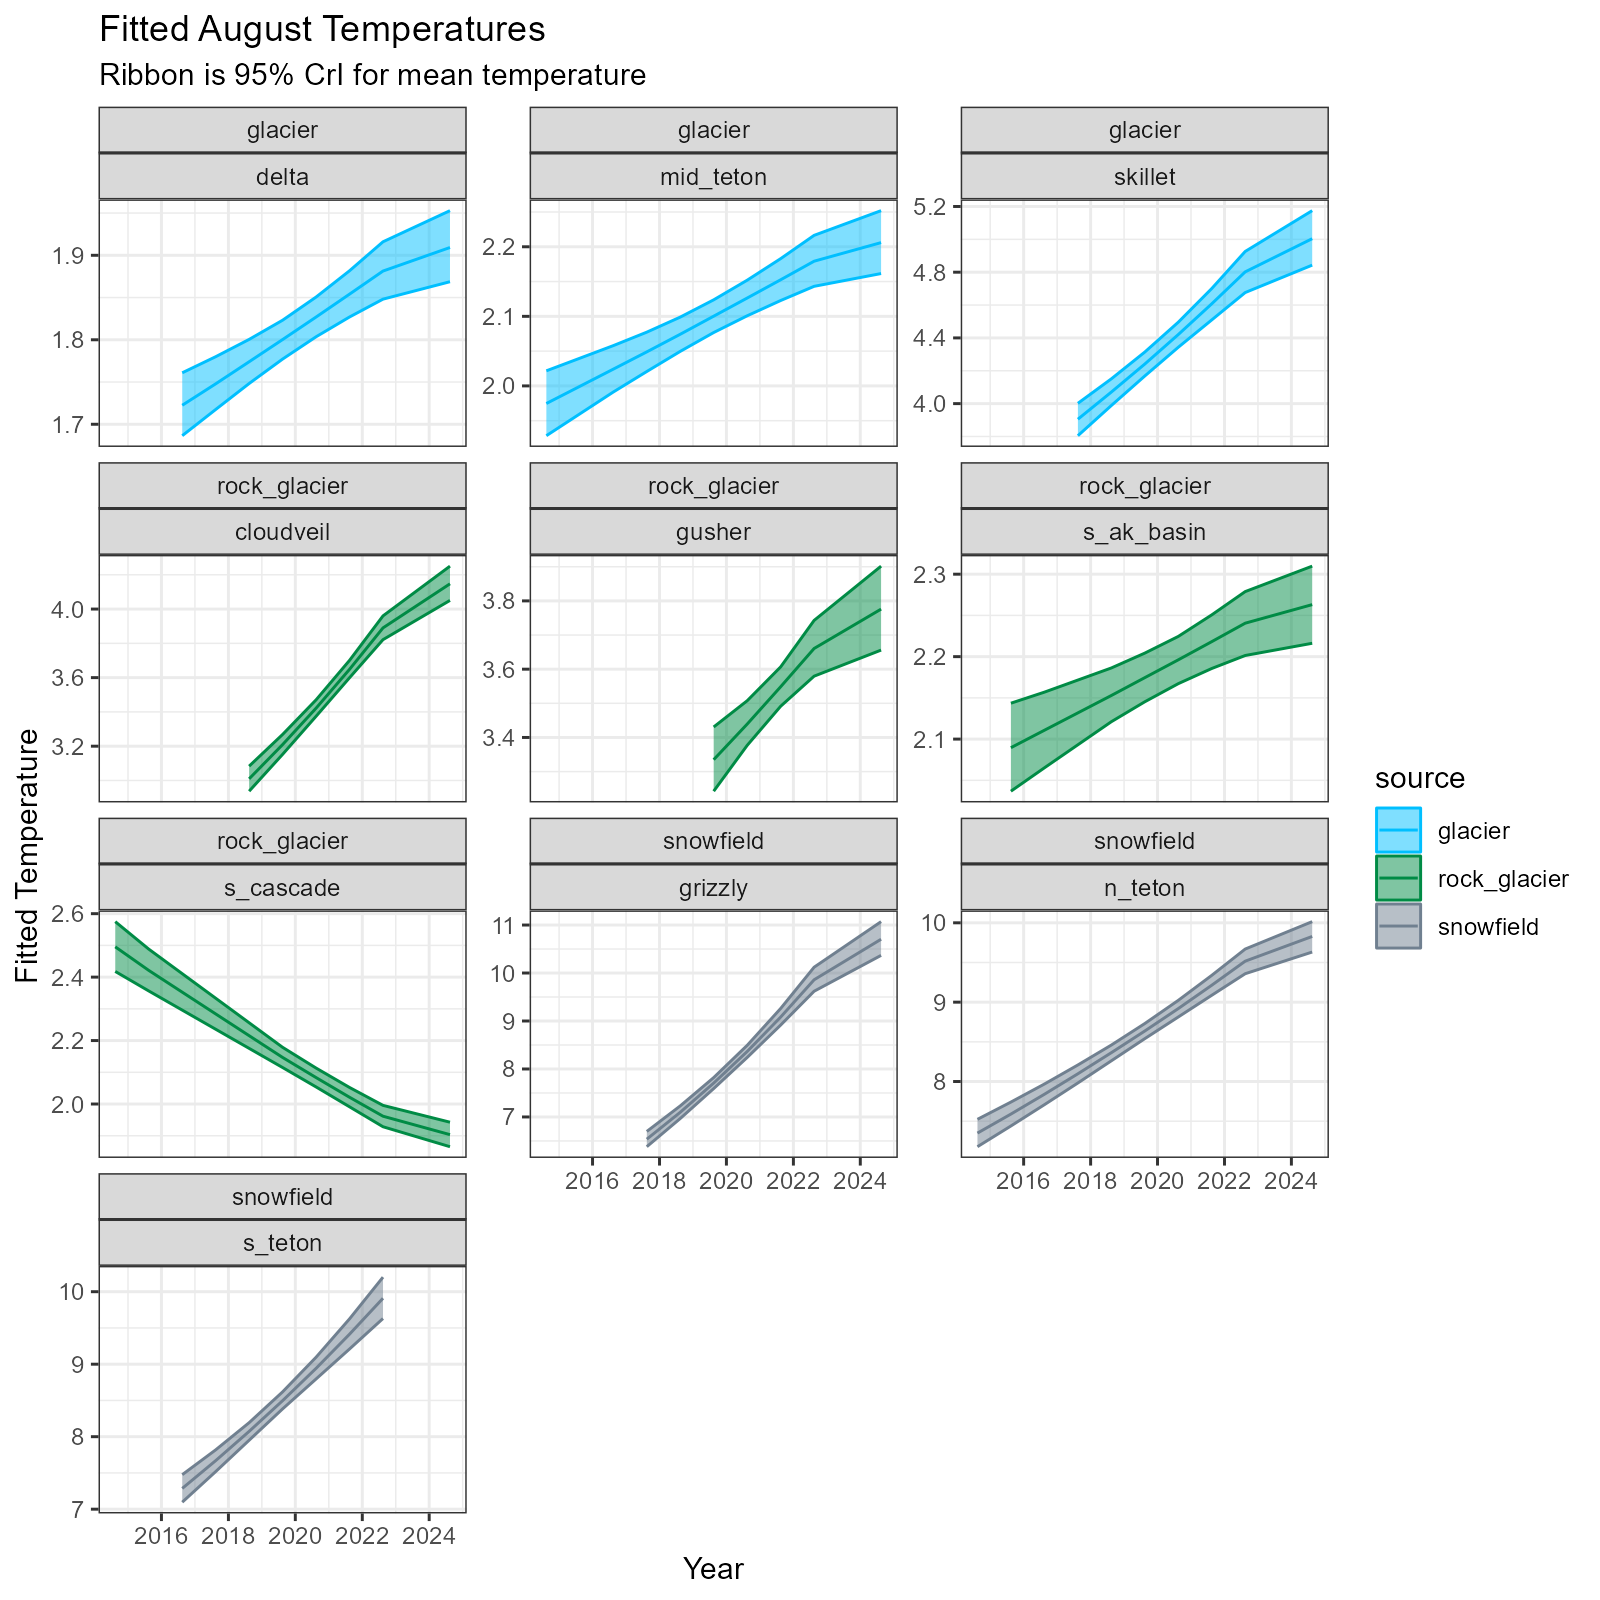 Fitted August Temperatures
Ribbon is 95% CrI for mean temperature
glacier
delta
1.9
1.8
1.7
glacier
mid_teton
2.2
2.1
2.0
glacier
skillet
5.2
4.8
4.4
4.0
rock_glacier
cloudveil
4.0
3.6
3.2
rock_glacier
gusher
3.8
3.6
3.4
rock_glacier
s_ak_basin
2.3
2.2
2.1
rock_glacier
s_cascade
2.6
2.4
2.2
2.0
snowfield
grizzly
11
10
9
8
7
2016 2018 2020 2022 2024
snowfield
n_teton
10
9
8
2016 2018 2020 2022 2024
snowfield
s_teton
10
9
8
7
2016 2018 2020 2022 2024
Fitted Temperature
Year
source
glacier
rock_glacier
snowfield